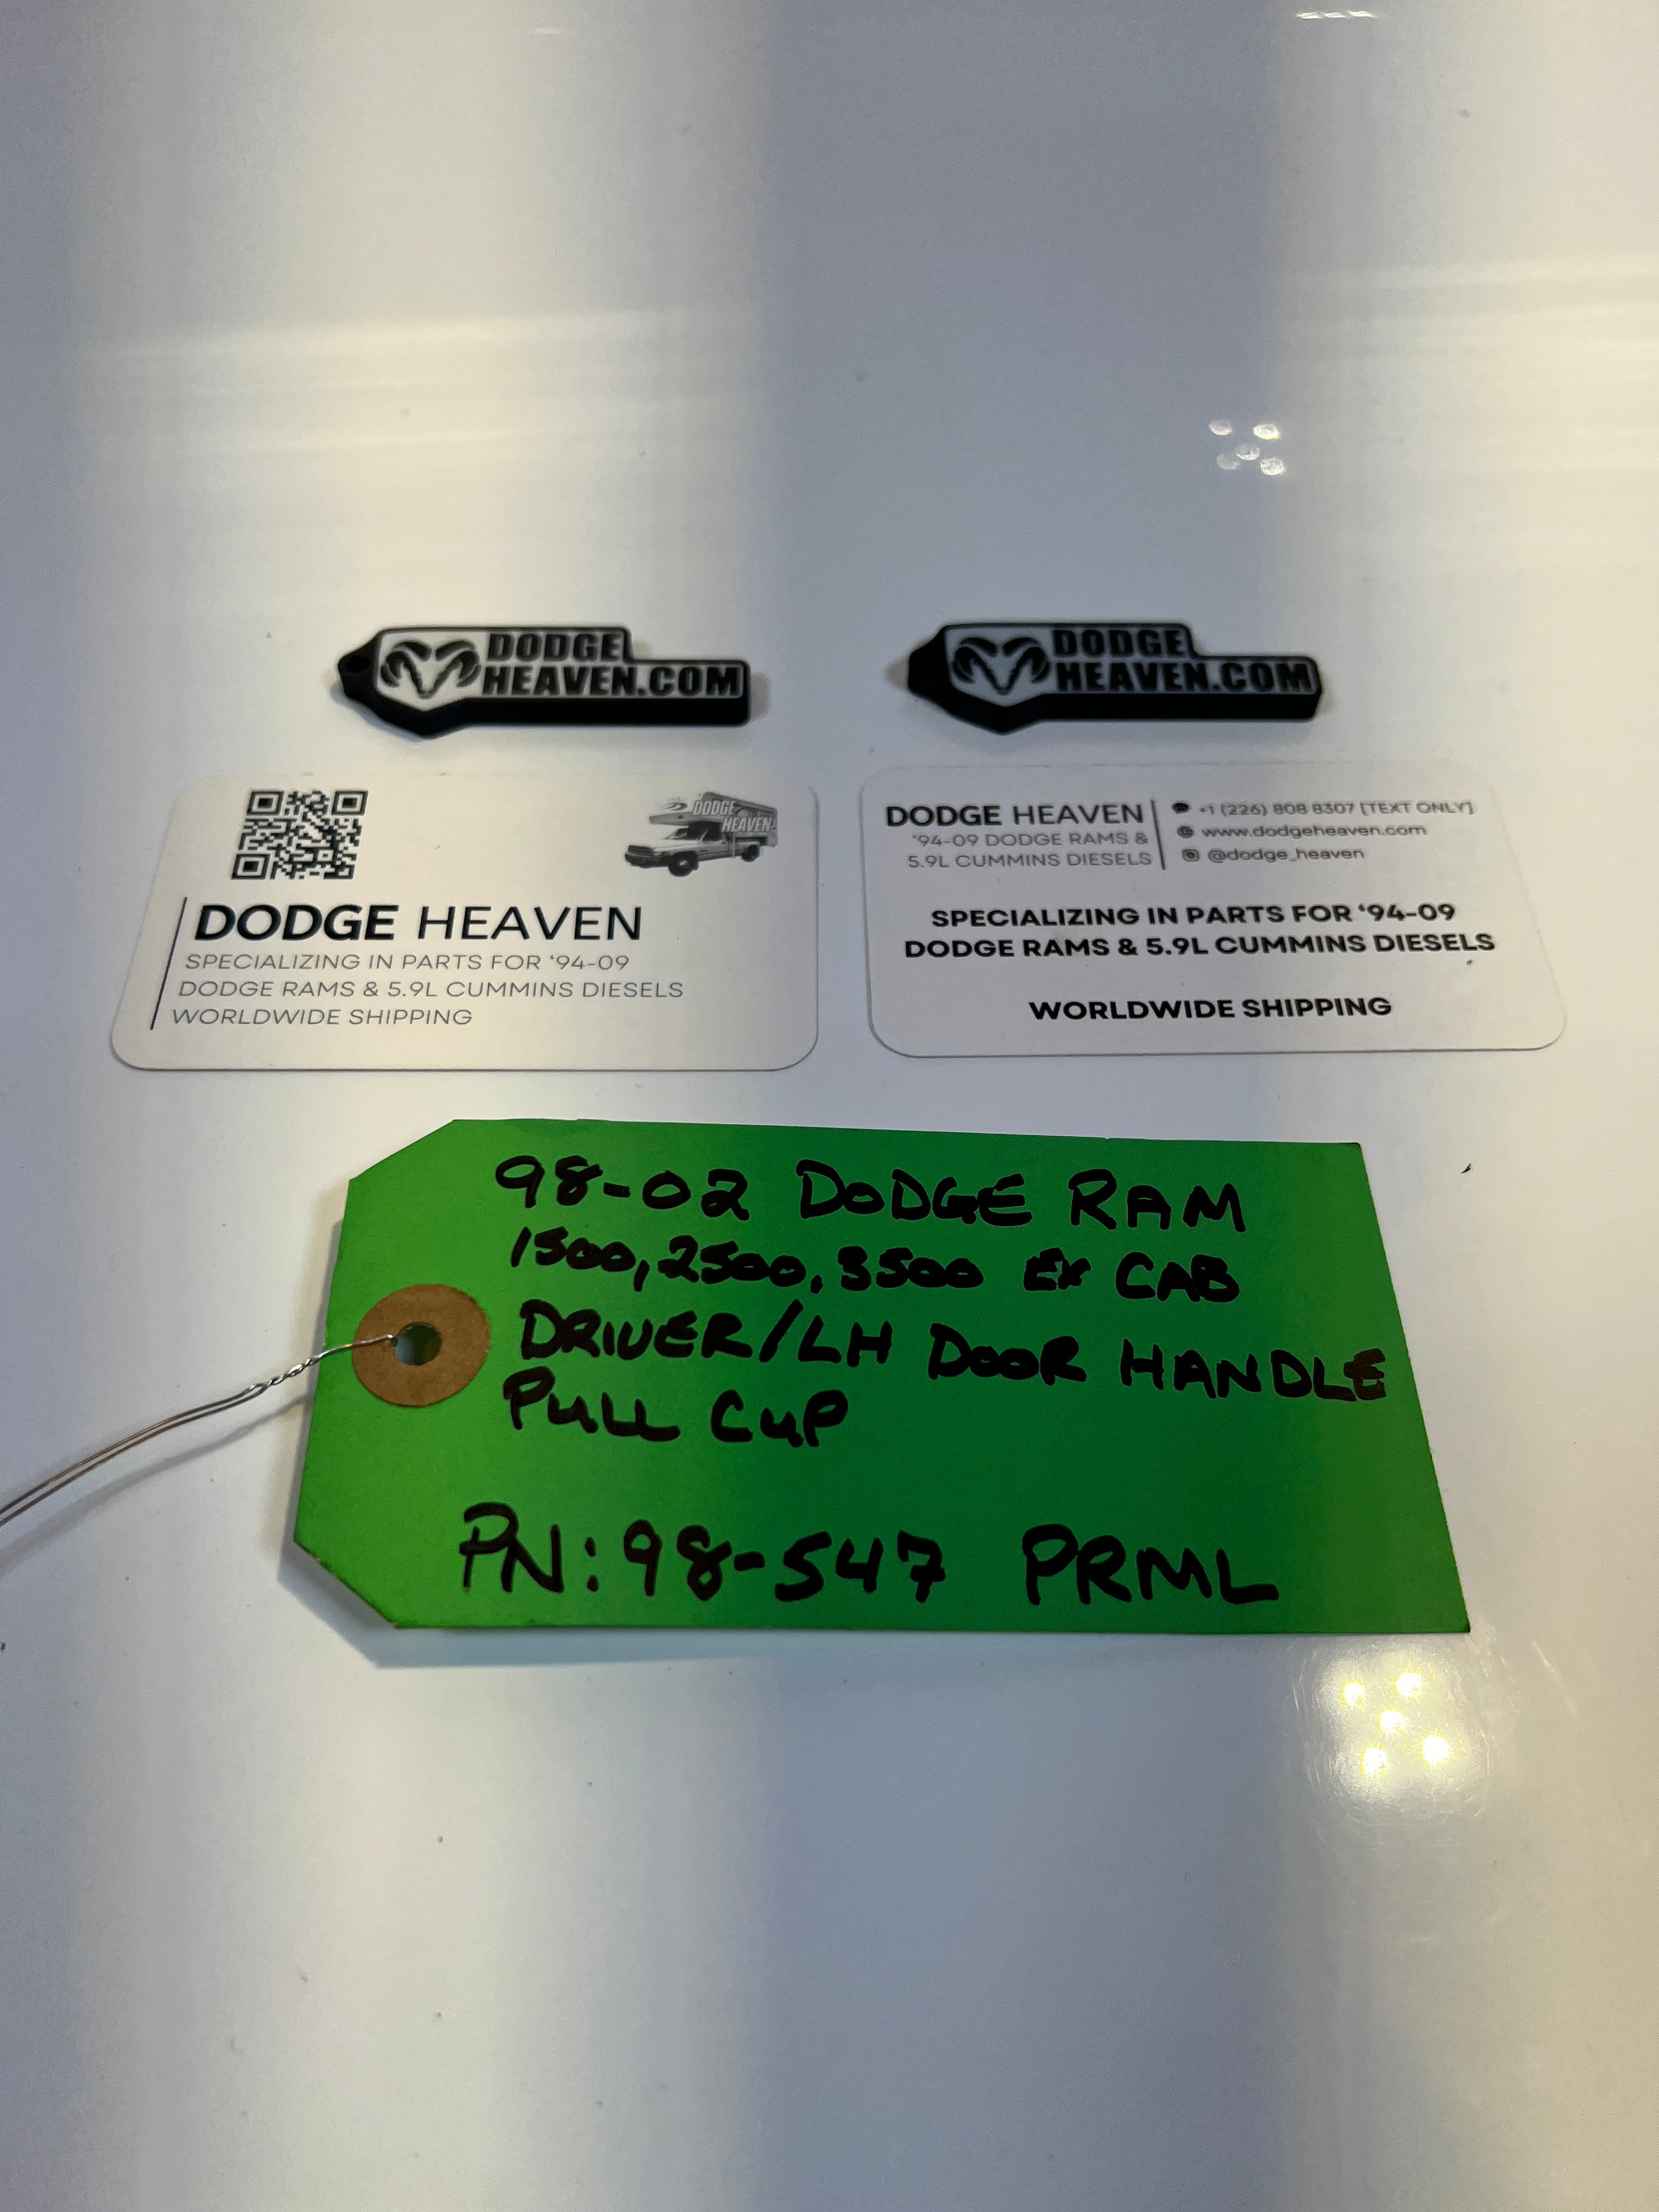 DODGE
HEAVEN.COM
DODGE
HEAVEN.COM
DODGE
HEAVEN
DODGE HEAVEN
SPECIALIZING IN PARTS FOR ‘94-09
DODGE RAMS & 5.9L CUMMINS DIESELS
WORLDWIDE SHIPPING
DODGE HEAVEN
‘94-09 DODGE RAMS &
5.9L CUMMINS DIESELS
+1 (226) 808 8307 [TEXT ONLY]
www.dodgeheaven.com
@dodge_heaven
SPECIALIZING IN PARTS FOR ‘94-09
DODGE RAMS & 5.9L CUMMINS DIESELS
WORLDWIDE SHIPPING
98-02 DODGE RAM
1500, 2500, 3500 EX CAB
DRIVER/LH DOOR HANDLE
PULL CUP
PN: 98-547 PRML